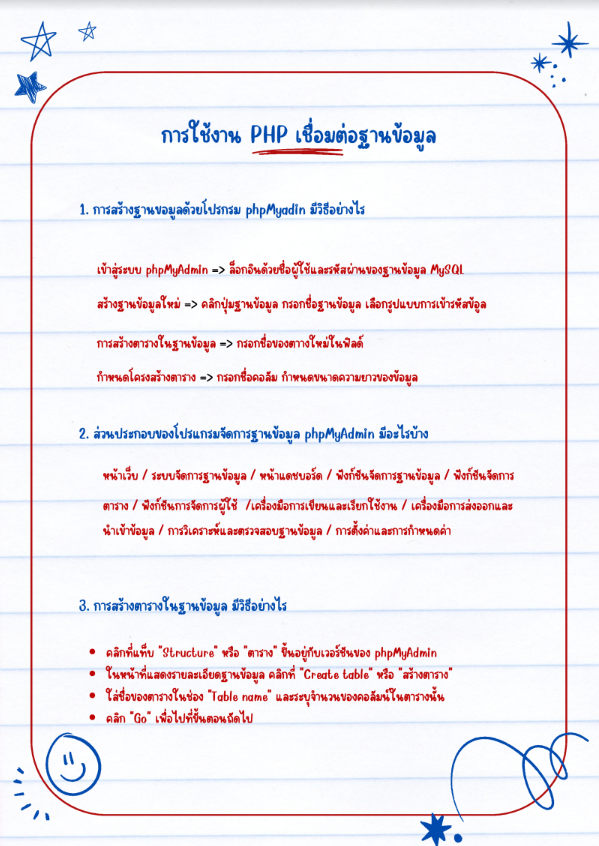 การใช้งาน PHP เชื่อมต่อฐานข้อมูล
1. การสร้างฐานขอมูลด้วยโปรกรม phpMyadin มีวิธีอย่างไร
เข้าสู่ระบบ phpMyAdmin => ล็อกอินด้วยชื่อผู้ใช้และรหัสผ่านของฐานข้อมูล MySQL
สร้างฐานข้อมูลใหม่ => คลิกปุ่มฐานข้อมูล กรอกชื่อฐานข้อมูล เลือกรูปแบบการเข้ารหัสข้อูล
การสร้างตารางในฐานข้อมูล => กรอกชื่อของตาางใหม่ในฟิลด์
กำหนดโครงสร้างตาราง => กรอกชื่อคอลัม กำหนดขนาดความยาวของข้อมูล
2. ส่วนประกอบของโปรแกรมจัดการฐานข้อมูล phpMyAdmin มีอะไรบ้าง
หน้าเว็บ / ระบบจัดการฐานข้อมูล / หน้าแดชบอร์ด / ฟังก์ชันจัดการฐานข้อมูล / ฟังก์ชันจัดการ
ตาราง / ฟังก์ชันการจัดการผู้ใช้ /เครื่องมือการเขียนและเรียกใช้งาน / เครื่องมือการส่งออกและ
นำเข้าข้อมูล / การวิเคราะห์และตรวจสอบฐานข้อมูล / การตั้งค่าและการกำหนดค่า
3. การสร้างตารางในฐานข้อมูล มีวิธีอย่างไร
• คลิกที่แท็บ "Structure" หรือ "ตาราง" ขึ้นอยู่กับเวอร์ชันของ phpMyAdmin
• ในหน้าที่แสดงรายละเอียดฐานข้อมูล คลิกที่ "Create table" หรือ "สร้างตาราง"
• ใส่ชื่อของตารางในช่อง "Table name" และระบุจำนวนของคอลัมน์ในตารางนั้น
• คลิก "Go" เพื่อไปที่ขั้นตอนถัดไป